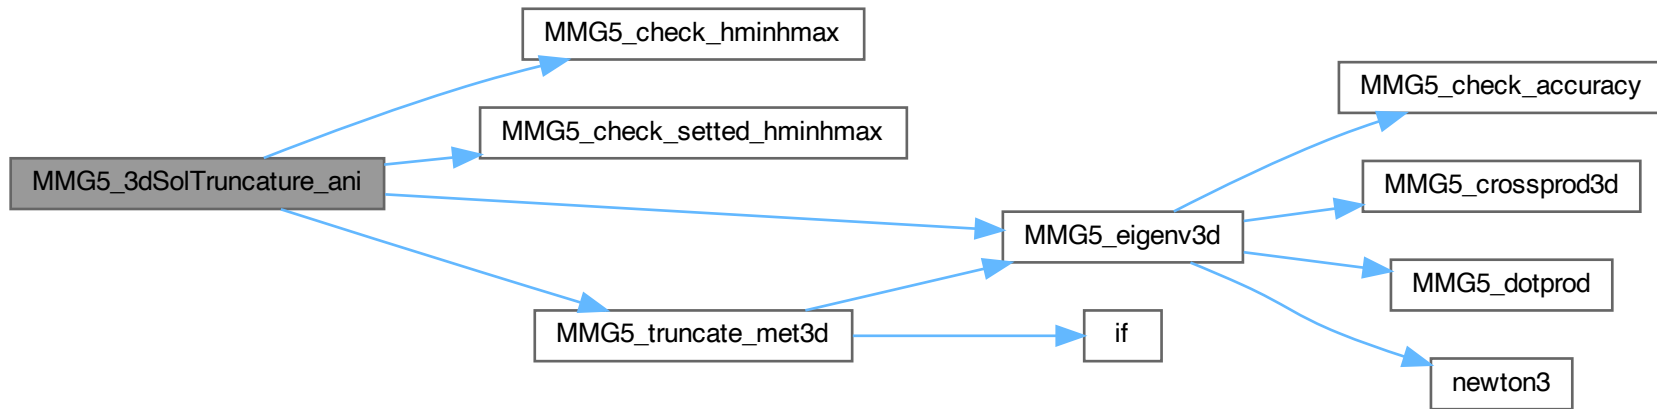 MMG5_3dSolTruncature_ani
MMG5_check_hminhmax
MMG5_check_setted_hminhmax
MMG5_truncate_met3d
MMG5_eigenv3d
if
MMG5_check_accuracy
MMG5_crossprod3d
MMG5_dotprod
newton3